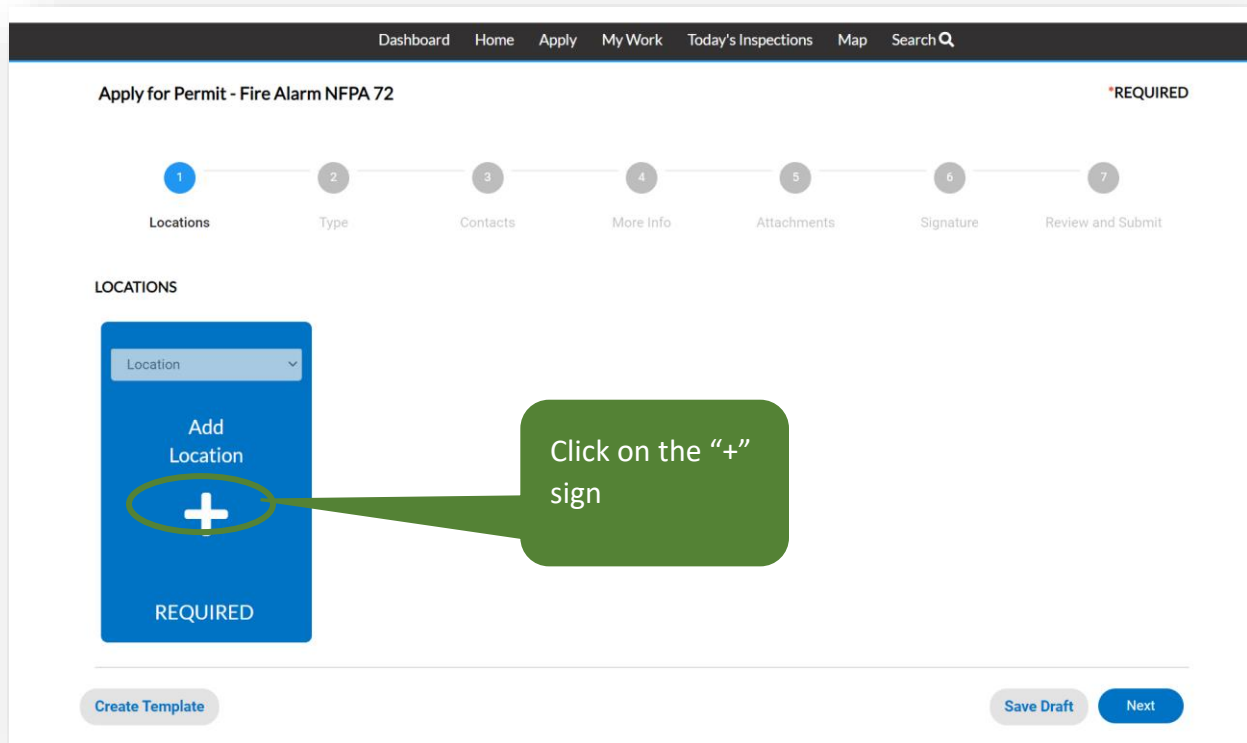 Dashboard Home Apply My Work Today's Inspections Map Search
Apply for Permit - Fire Alarm NFPA 72
*REQUIRED
1 2 3 4 5 6 7
Locations Type Contacts More Info Attachments Signature Review and Submit
LOCATIONS
Location
Add
Location
+
REQUIRED
Click on the “+”
sign
Create Template
Save Draft Next